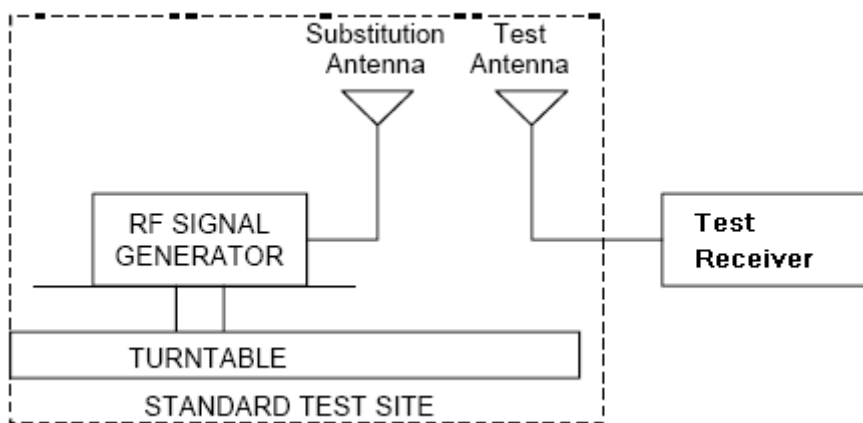 Substitution
Antenna
Test
Antenna
RF SIGNAL
GENERATOR
Test
Receiver
TURNTABLE
STANDARD TEST SITE